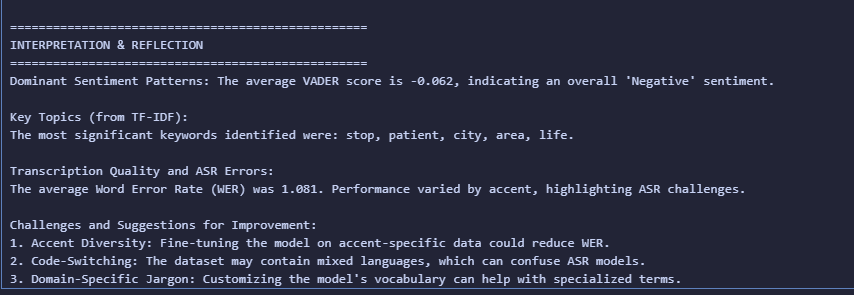 ==================================================
INTERPRETATION & REFLECTION
==================================================
Dominant Sentiment Patterns: The average VADER score is -0.062, indicating an overall 'Negative' sentiment.
Key Topics (from TF-IDF):
The most significant keywords identified were: stop, patient, city, area, life.
Transcription Quality and ASR Errors:
The average Word Error Rate (WER) was 1.081. Performance varied by accent, highlighting ASR challenges.
Challenges and Suggestions for Improvement:
1. Accent Diversity: Fine-tuning the model on accent-specific data could reduce WER.
2. Code-Switching: The dataset may contain mixed languages, which can confuse ASR models.
3. Domain-Specific Jargon: Customizing the model's vocabulary can help with specialized terms.